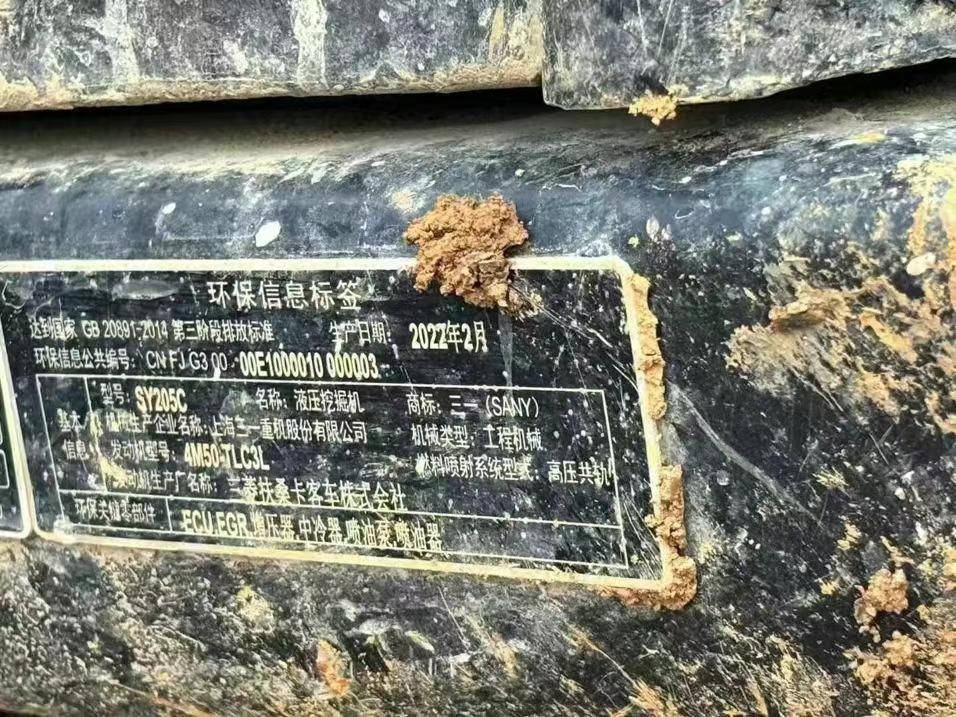 环保信息标签
达到国家 GB 20891-2014 第三阶段排放标准 生产日期: 2022年2月
环保信息公共编号: CN FJ G3 00 00E1000010 000003
型号: SY205C 名称: 液压挖掘机 商标: 三一 (SANY)
基本 机械生产企业名称: 上海三一重机股份有限公司 机械类型: 工程机械
信息 发动机型号: 4M50-TLC3L 燃料喷射系统型式: 高压共轨
发动机生产厂名称: 三菱扶桑卡客车株式会社
环保关键零部件 ECU,EGR,增压器,中冷器,喷油泵,喷油器